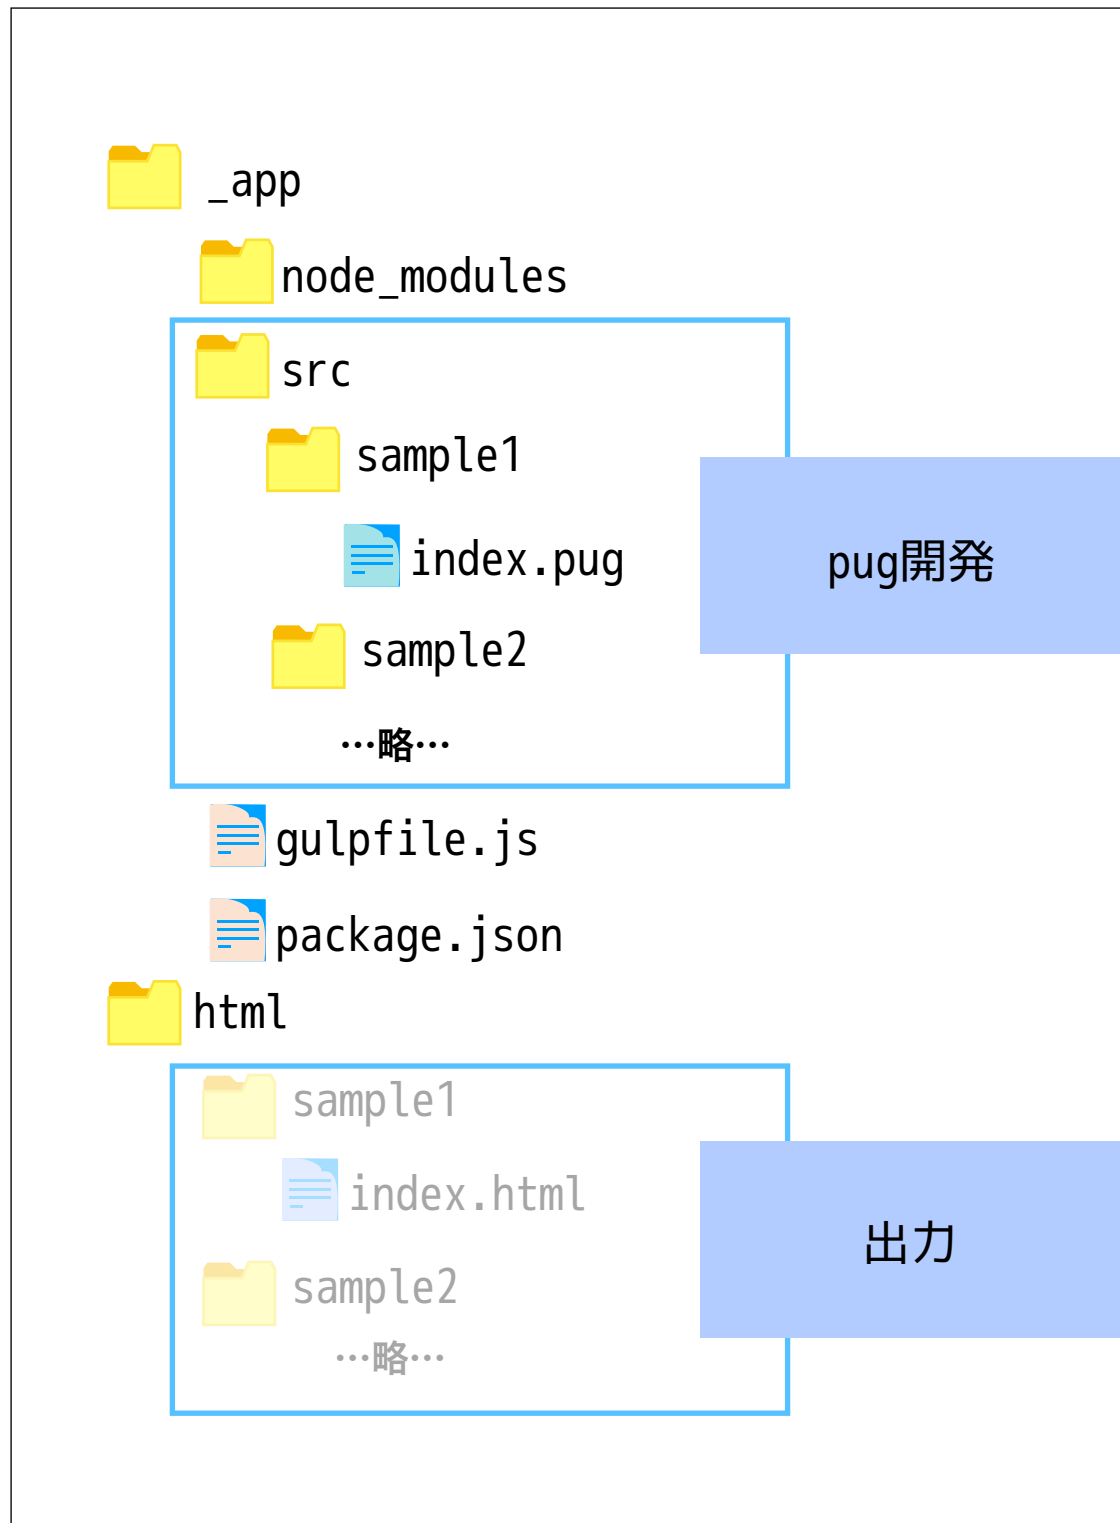 _app
node_modules
src
sample1
index.pug
pug開発
sample2
…略…
gulpfile.js
package.json
html
sample1
index.html
出力
sample2
…略…